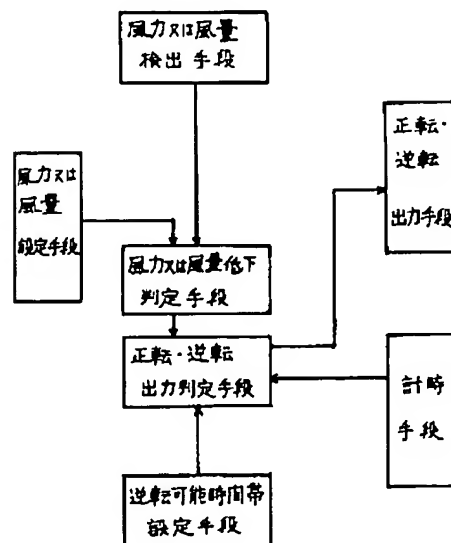 風力又は風量
検出手段
正転・
逆転
出力手段
風力又は
風量
設定手段
風力又は風量低下
判定手段
正転・逆転
出力判定手段
計時
手段
逆転可能時間帯
設定手段